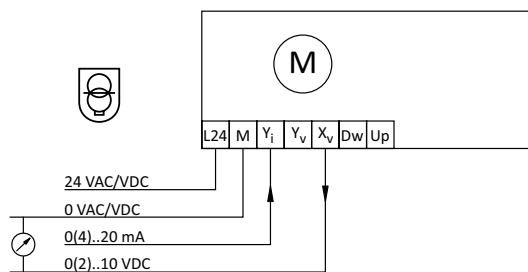 M
L24 M Yi Yv Xv Dw Up
24 VAC/VDC
0 VAC/VDC
0(4)..20 mA
0(2)..10 VDC